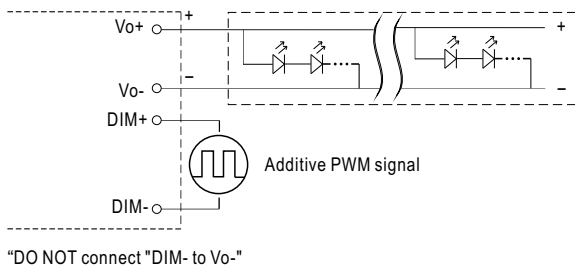 Vo+
+
+
–
Vo-
–
DIM+
Additive PWM signal
DIM-
“DO NOT connect "DIM- to Vo-"